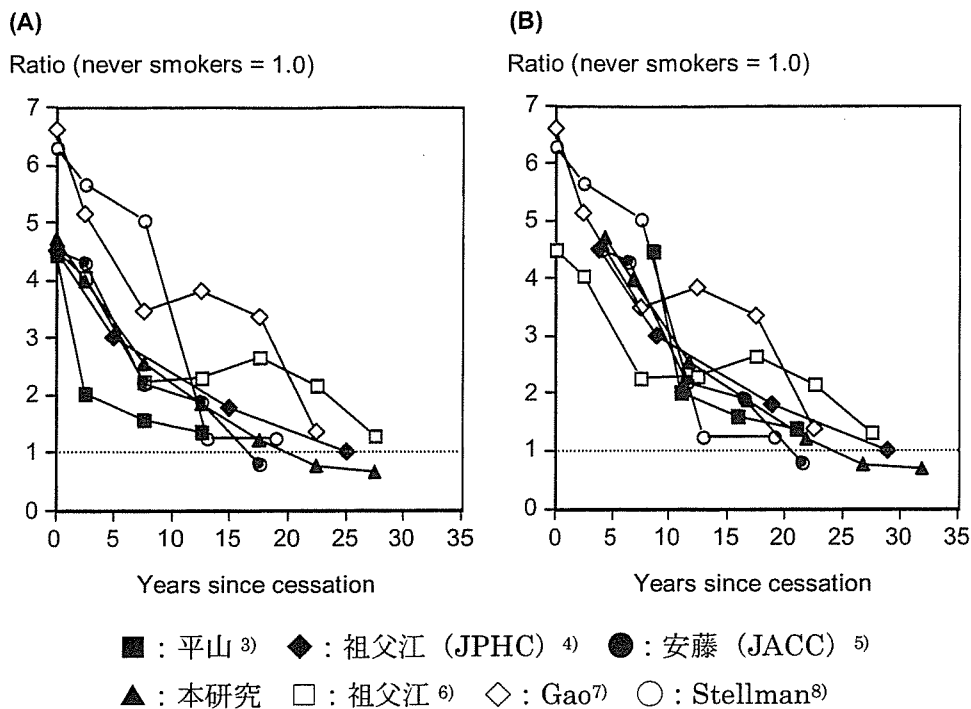 (A)
Ratio (never smokers = 1.0)
7
6
5
4
3
2
1
0
0 5 10 15 20 25 30 35
Years since cessation
(B)
Ratio (never smokers = 1.0)
7
6
5
4
3
2
1
0
0 5 10 15 20 25 30 35
Years since cessation
■ : 平山 3) ◆ : 祖父江 (JPHC) 4) ● : 安藤 (JACC) 5)
▲ : 本研究 □ : 祖父江 6) ◇ : Gao7) ○ : Stellman8)